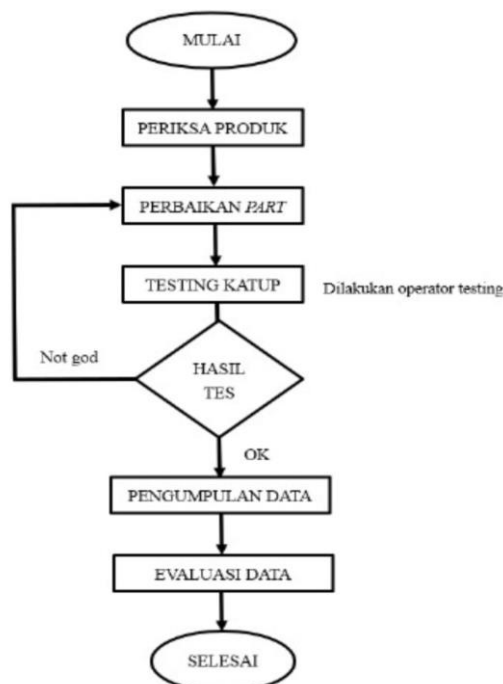 MULAI
PERIKSA PRODUK
PERBAIKAN PART
TESTING KATUP
Dilakukan operator testing
Not god
HASIL
TES
OK
PENGUMPULAN DATA
EVALUASI DATA
SELESAI